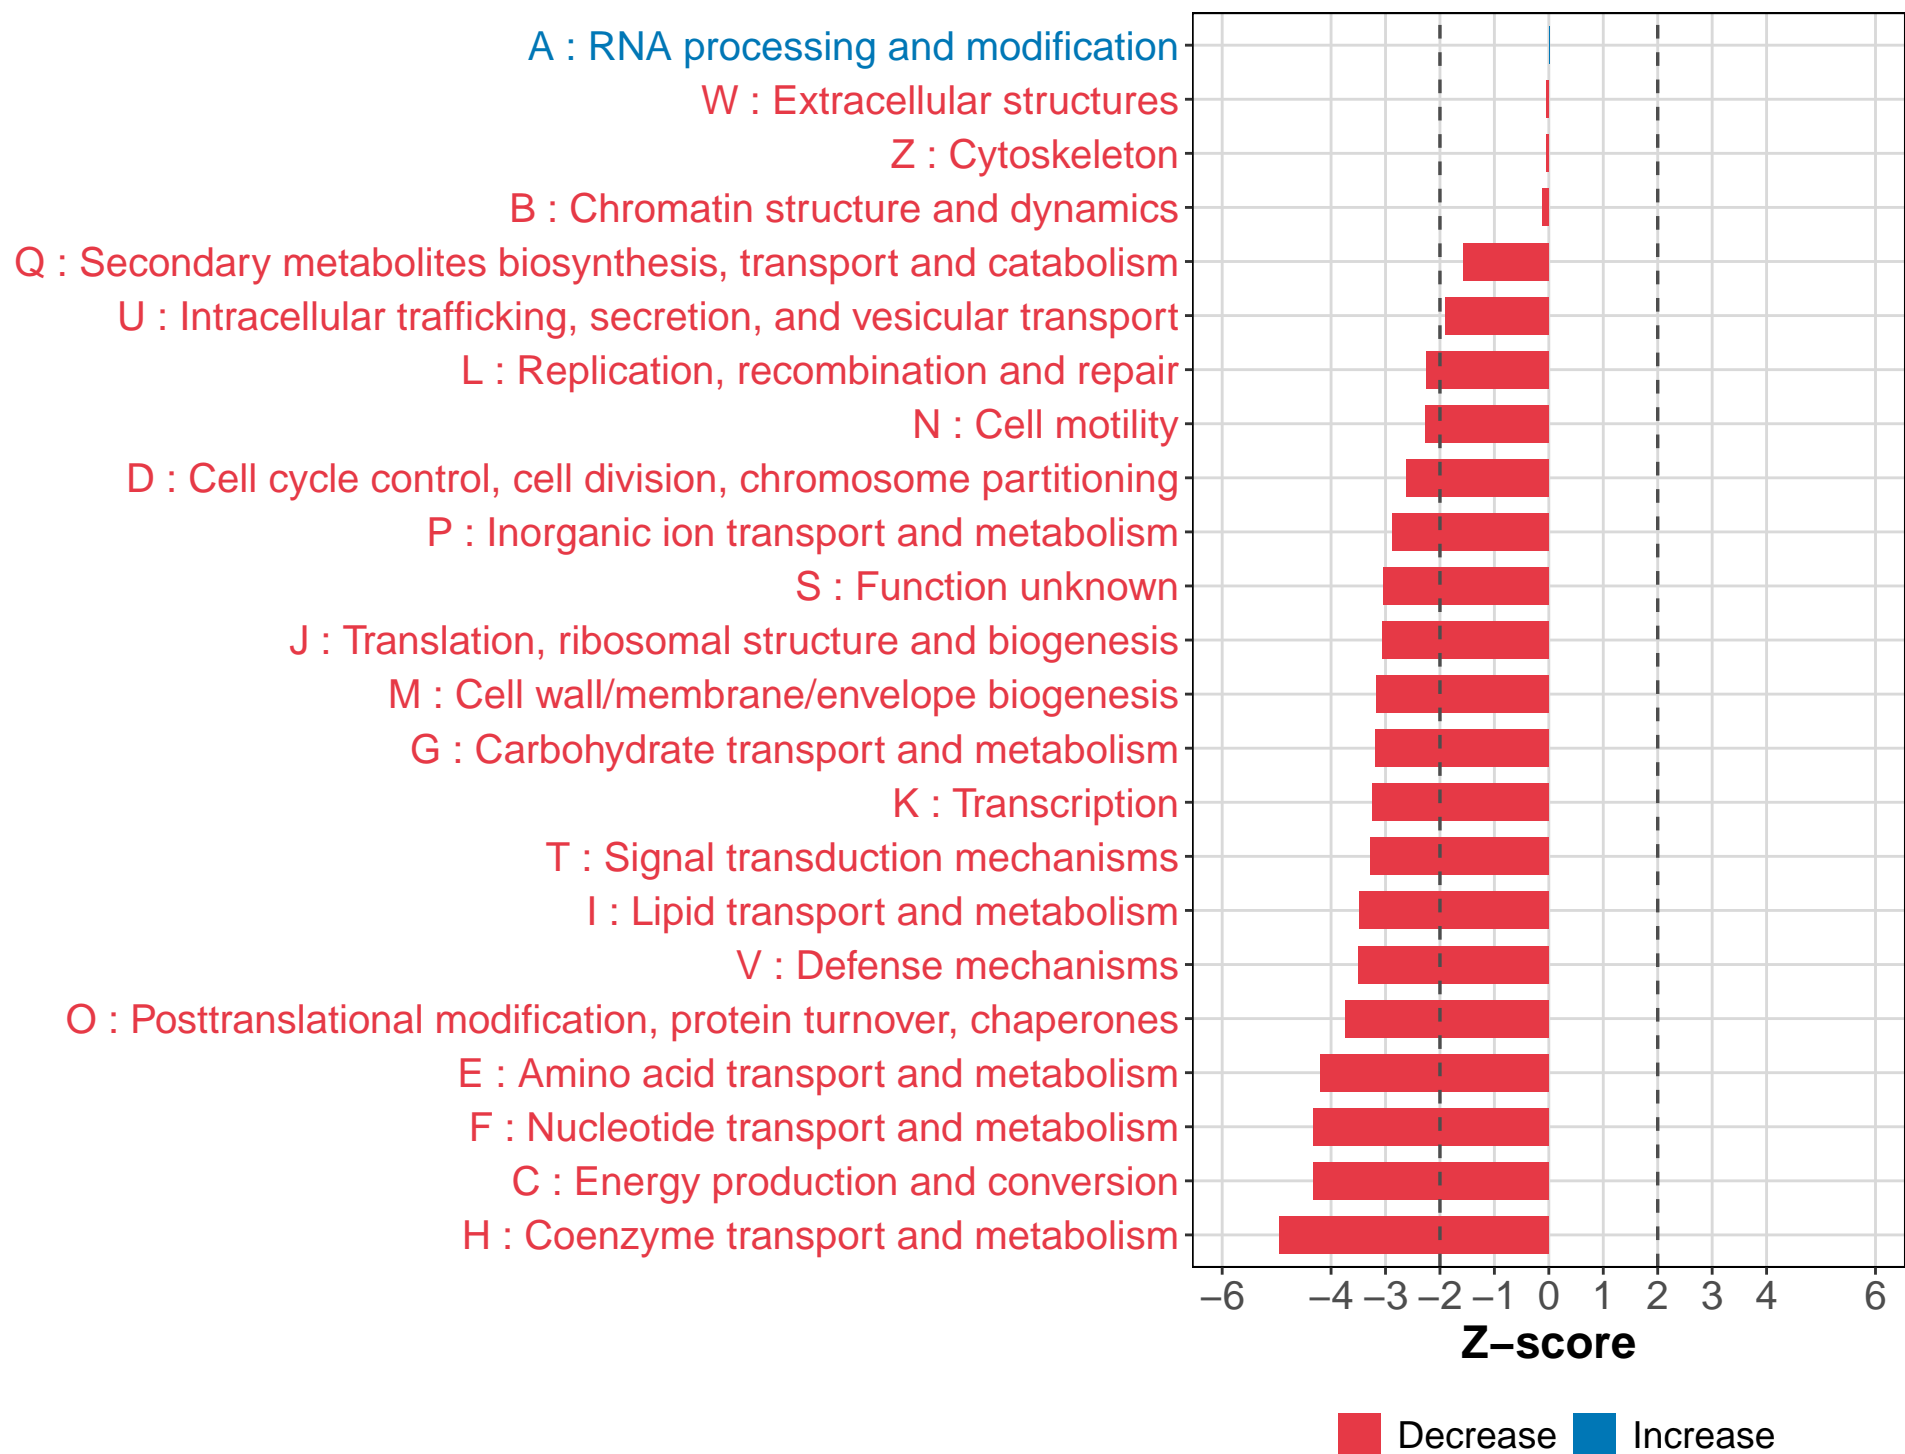 A : RNA processing and modification
W : Extracellular structures
Z : Cytoskeleton
B : Chromatin structure and dynamics
Q : Secondary metabolites biosynthesis, transport and catabolism
U : Intracellular trafficking, secretion, and vesicular transport
L : Replication, recombination and repair
N : Cell motility
D : Cell cycle control, cell division, chromosome partitioning
P : Inorganic ion transport and metabolism
S : Function unknown
J : Translation, ribosomal structure and biogenesis
M : Cell wall/membrane/envelope biogenesis
G : Carbohydrate transport and metabolism
K : Transcription
T : Signal transduction mechanisms
I : Lipid transport and metabolism
V : Defense mechanisms
O : Posttranslational modification, protein turnover, chaperones
E : Amino acid transport and metabolism
F : Nucleotide transport and metabolism
C : Energy production and conversion
H : Coenzyme transport and metabolism
−6 −4 −3 −2 −1 0 1 2 3 4 6
Z−score
Decrease Increase